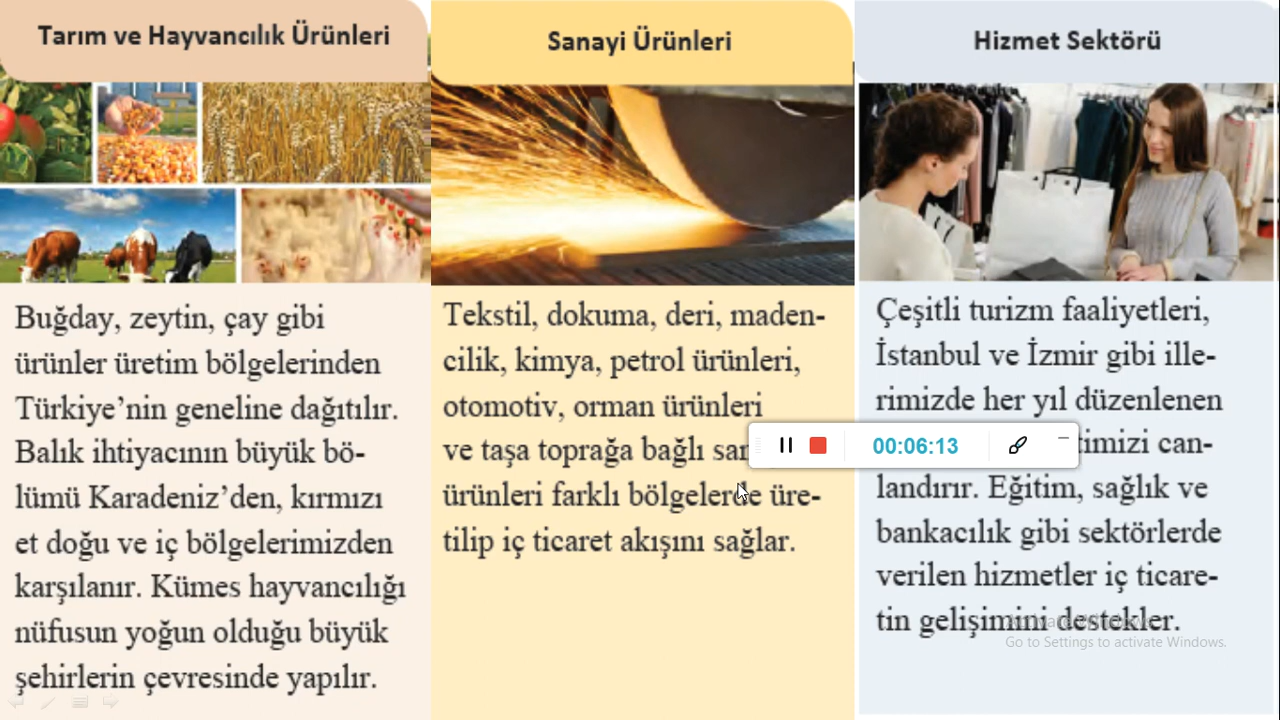 Tarım ve Hayvancılık Ürünleri
Buğday, zeytin, çay gibi
ürünler üretim bölgelerinden
Türkiye’nin geneline dağıtılır.
Balık ihtiyacının büyük bö-
lümü Karadeniz’den, kırmızı
et doğu ve iç bölgelerimizden
karşılanır. Kümes hayvancılığı
nüfusun yoğun olduğu büyük
şehirlerin çevresinde yapılır.
Sanayi Ürünleri
Tekstil, dokuma, deri, maden-
cilik, kimya, petrol ürünleri,
otomotiv, orman ürünleri
ve taşa toprağa bağlı
ürünleri farklı bölgelerde üre-
tilip iç ticaret akışını sağlar.
Hizmet Sektörü
Çeşitli turizm faaliyetleri,
İstanbul ve İzmir gibi ille-
rimizde her yıl düzenlenen
can-
landırır. Eğitim, sağlık ve
bankacılık gibi sektörlerde
verilen hizmetler iç ticare-
tin gelişimini destekler.
00:06:13
Activate Windows
Go to Settings to activate Windows.